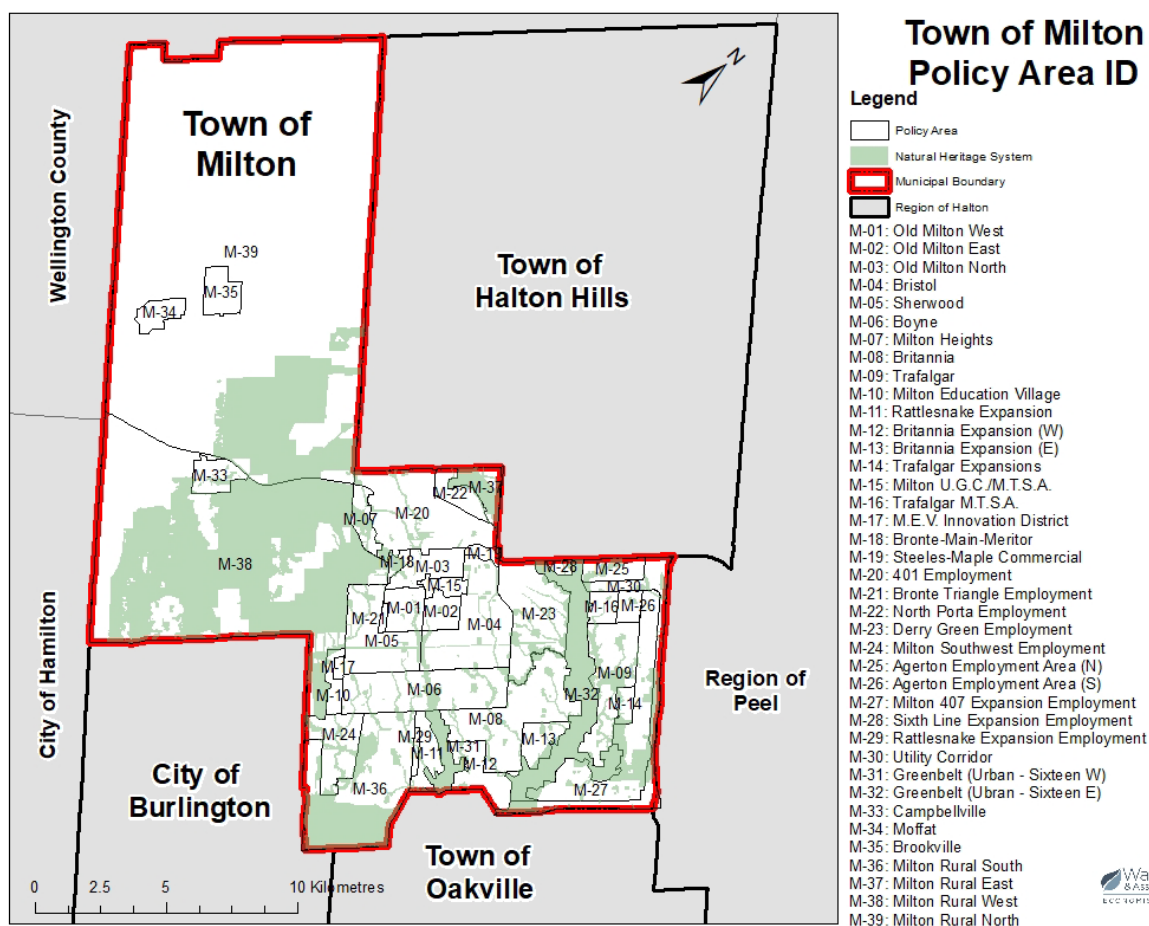 Town of Milton
Policy Area ID
Legend
Policy Area
Natural Heritage System
Municipal Boundary
Region of Halton
M-01: Old Milton West
M-02: Old Milton East
M-03: Old Milton North
M-04: Bristol
M-05: Sherwood
M-06: Boyne
M-07: Milton Heights
M-08: Britannia
M-09: Trafalgar
M-10: Milton Education Village
M-11: Rattlesnake Expansion
M-12: Britannia Expansion (W)
M-13: Britannia Expansion (E)
M-14: Trafalgar Expansions
M-15: Milton U.G.C./M.T.S.A.
M-16: Trafalgar M.T.S.A.
M-17: M.E.V. Innovation District
M-18: Bronte-Main-Meritor
M-19: Steeles-Maple Commercial
M-20: 401 Employment
M-21: Bronte Triangle Employment
M-22: North Porta Employment
M-23: Derry Green Employment
M-24: Milton Southwest Employment
M-25: Agerton Employment Area (N)
M-26: Agerton Employment Area (S)
M-27: Milton 407 Expansion Employment
M-28: Sixth Line Expansion Employment
M-29: Rattlesnake Expansion Employment
M-30: Utility Corridor
M-31: Greenbelt (Urban - Sixteen W)
M-32: Greenbelt (Ubran - Sixteen E)
M-33: Campbellville
M-34: Moffat
M-35: Brookville
M-36: Milton Rural South
M-37: Milton Rural East
M-38: Milton Rural West
M-39: Milton Rural North
N
Town of
Milton
Wellington County
Town of
Halton Hills
M-39
M-35
M-34
M-33
M-37
M-22
M-07
M-20
M-19
M-18
M-03
M-28
M-25
M-38
M-15
M-30
M-01
M-02
M-16
M-26
M-21
M-04
M-23
M-05
M-17
M-09
M-10
M-06
M-32
M-14
M-08
M-24
M-29
M-31
M-13
M-11
M-12
M-36
M-27
City of Hamilton
Region of
Peel
City of
Burlington
Town of
Oakville
0 2.5 5 10 Kilometres